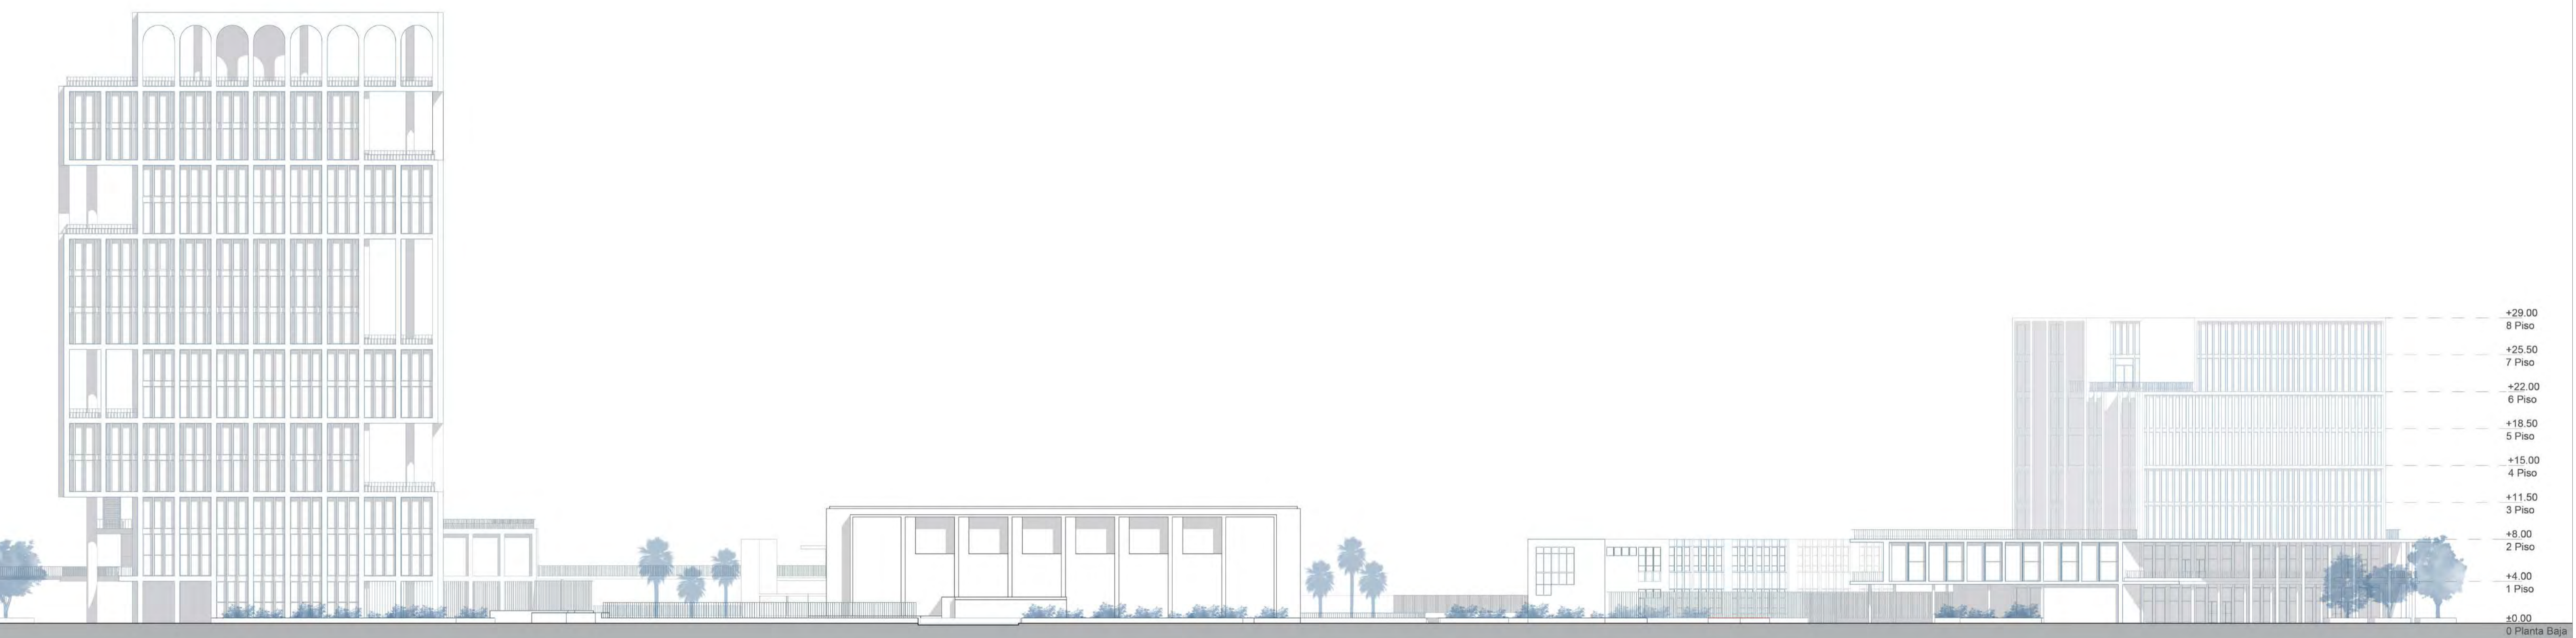 +29.00
8 Piso
+25.50
7 Piso
+22.00
6 Piso
+18.50
5 Piso
+15.00
4 Piso
+11.50
3 Piso
+8.00
2 Piso
+4.00
1 Piso
±0.00
0 Planta Baja